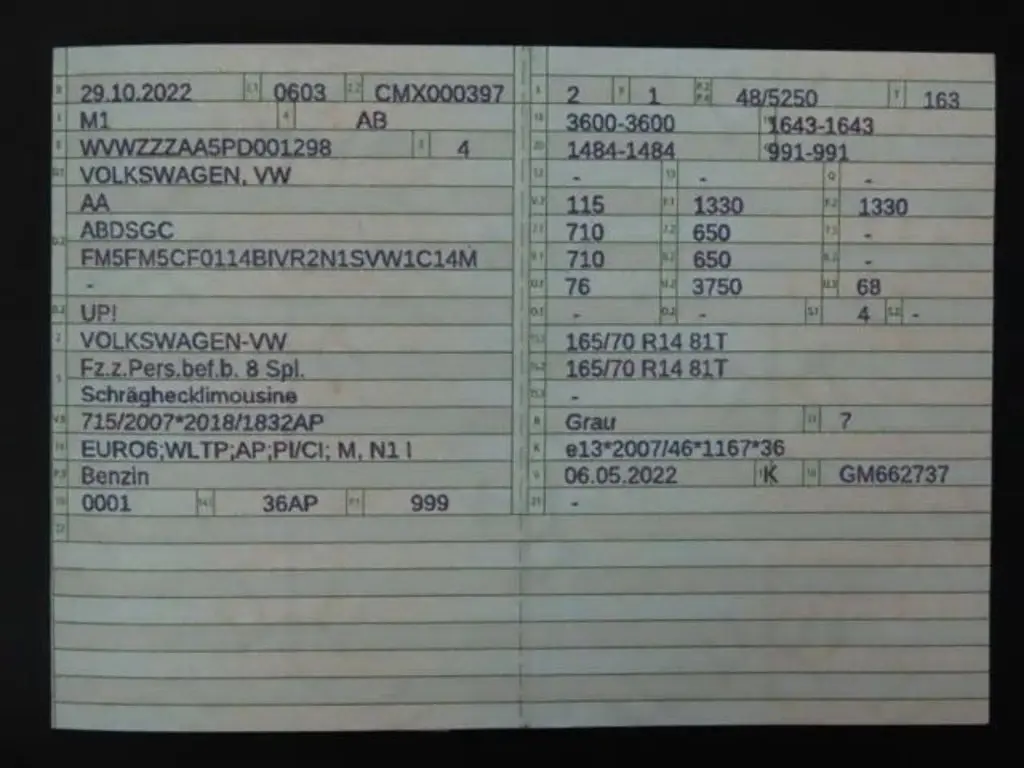 29.10.2022 0603 CMX000397
M1 AB
WVWZZZAA5PD001298 4
VOLKSWAGEN, VW
AA
ABDSGC
FM5FM5CF0114BIVR2N1SVW1C14M
-
UP!
VOLKSWAGEN-VW
Fz.z.Pers.bef.b. 8 Spl.
Schräghecklimousine
715/2007*2018/1832AP
EURO6;WLTP;AP;PI/CI; M, N1 I
Benzin
0001 36AP 999
2 1 48/5250 163
3600-3600 1643-1643
1484-1484 991-991
- - -
115 1330 1330
710 650 -
710 650 -
76 3750 68
- - 4 -
165/70 R14 81T
165/70 R14 81T
-
Grau 7
e13*2007/46*1167*36
06.05.2022 K GM662737
-